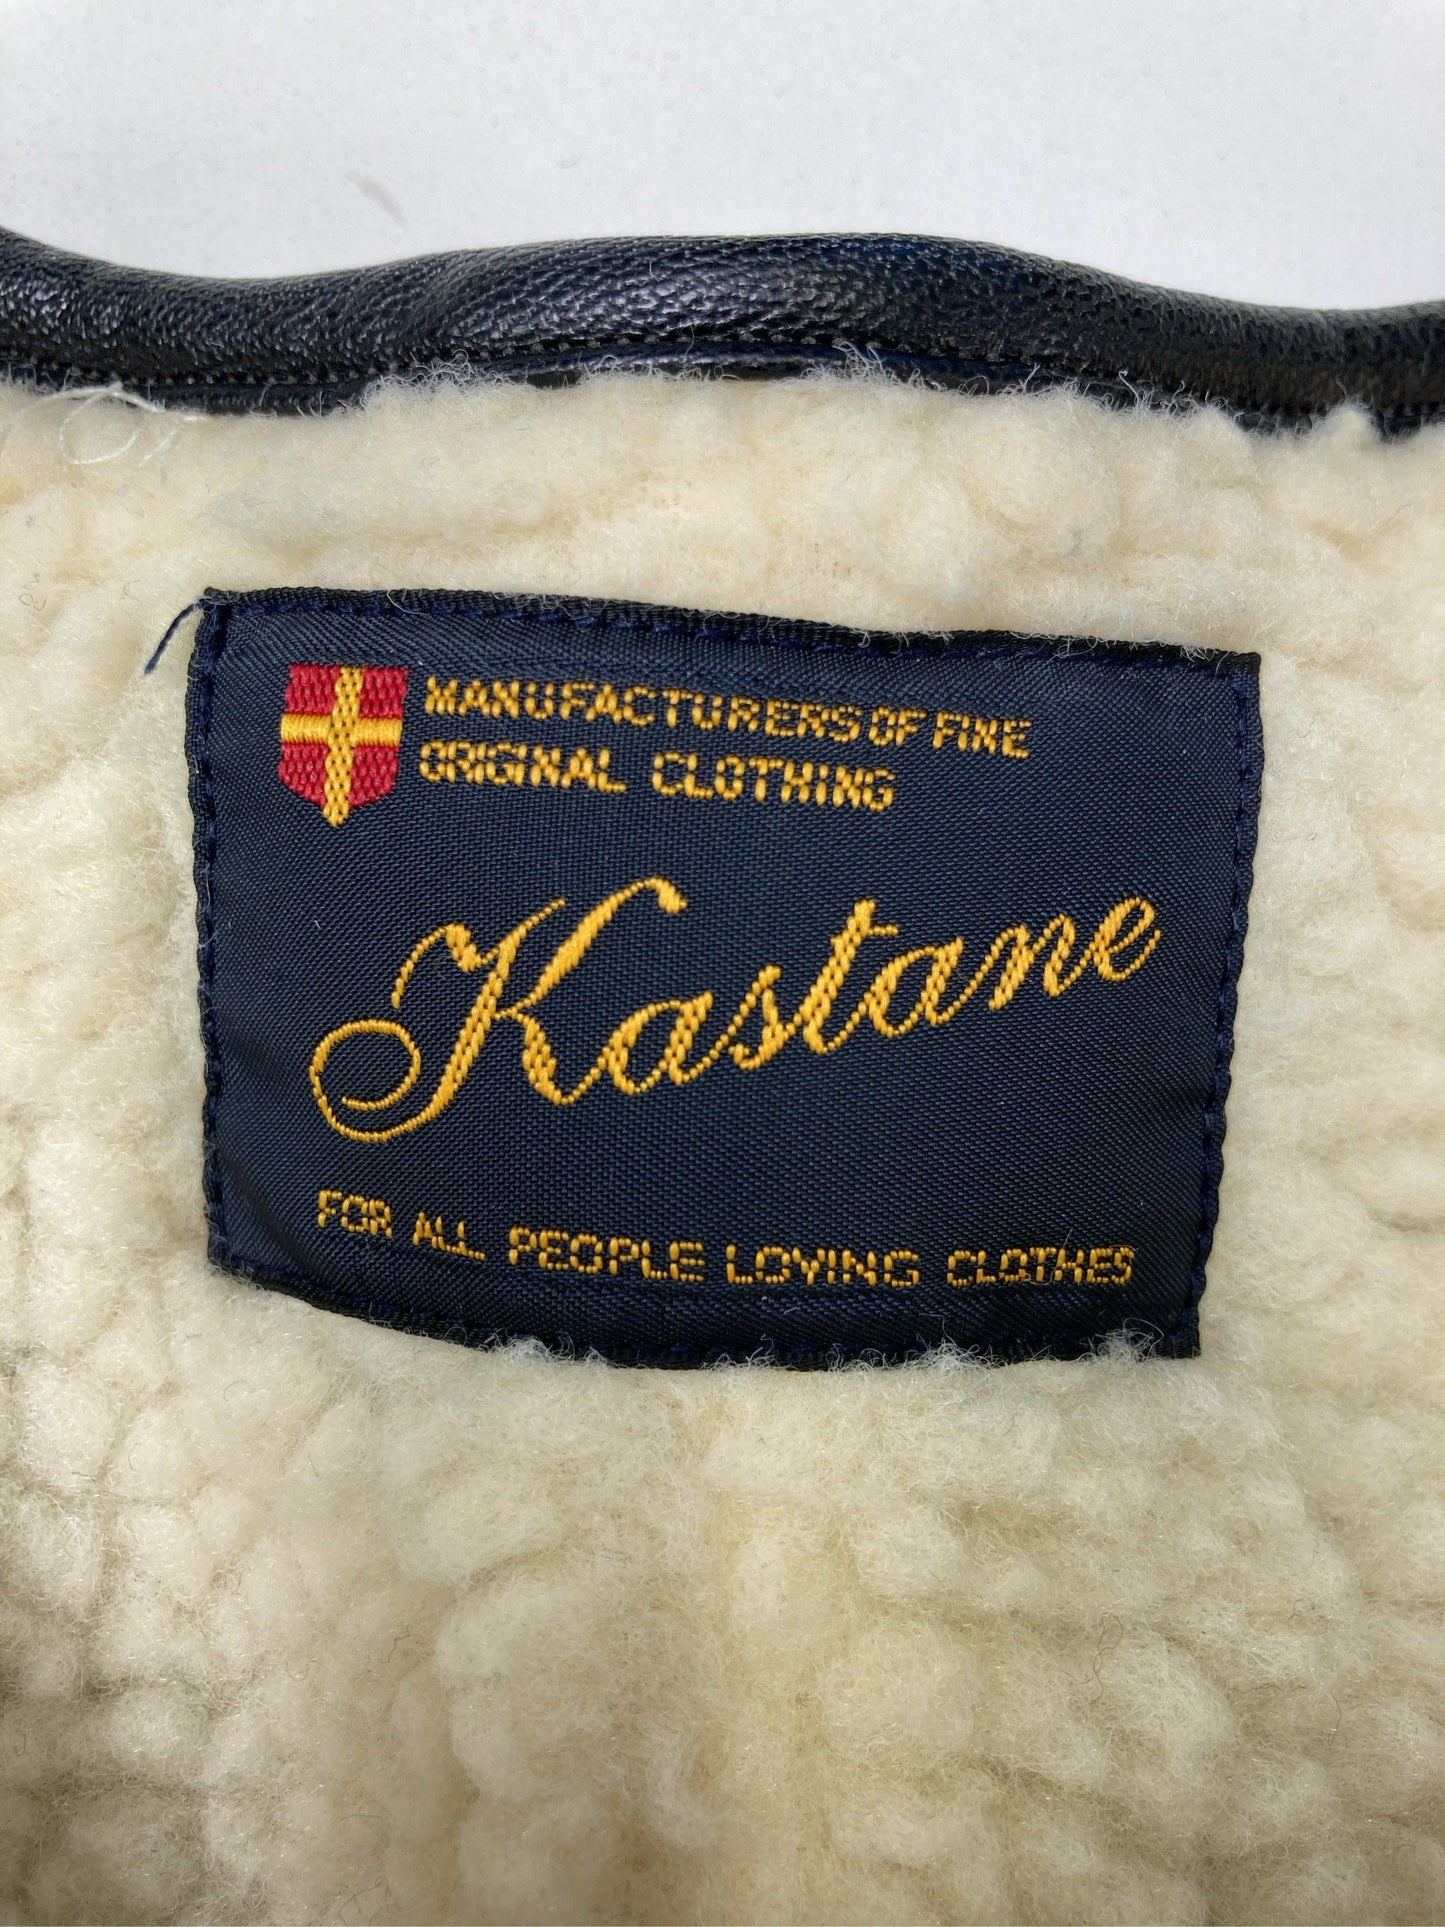 MANUFACTURERS OF FINE
ORIGINAL CLOTHING
Kastane
FOR ALL PEOPLE LOVING CLOTHES